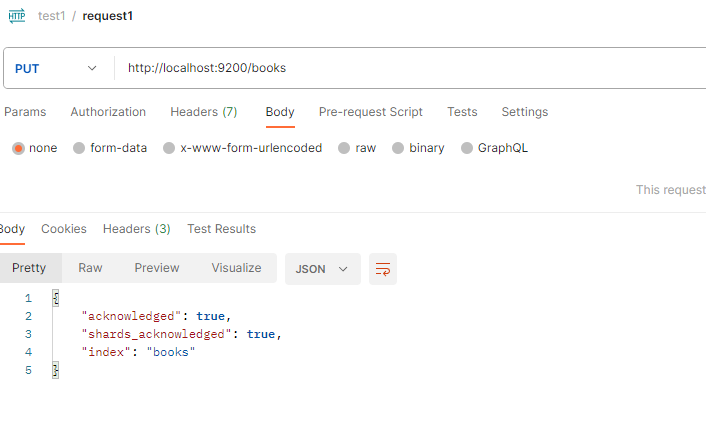 HTTP test1 / request1
PUT http://localhost:9200/books
Params Authorization Headers (7) Body Pre-request Script Tests Settings
none form-data x-www-form-urlencoded raw binary GraphQL
This request
Body Cookies Headers (3) Test Results
Pretty Raw Preview Visualize JSON
1 {
2 "acknowledged": true,
3 "shards_acknowledged": true,
4 "index": "books"
5 }